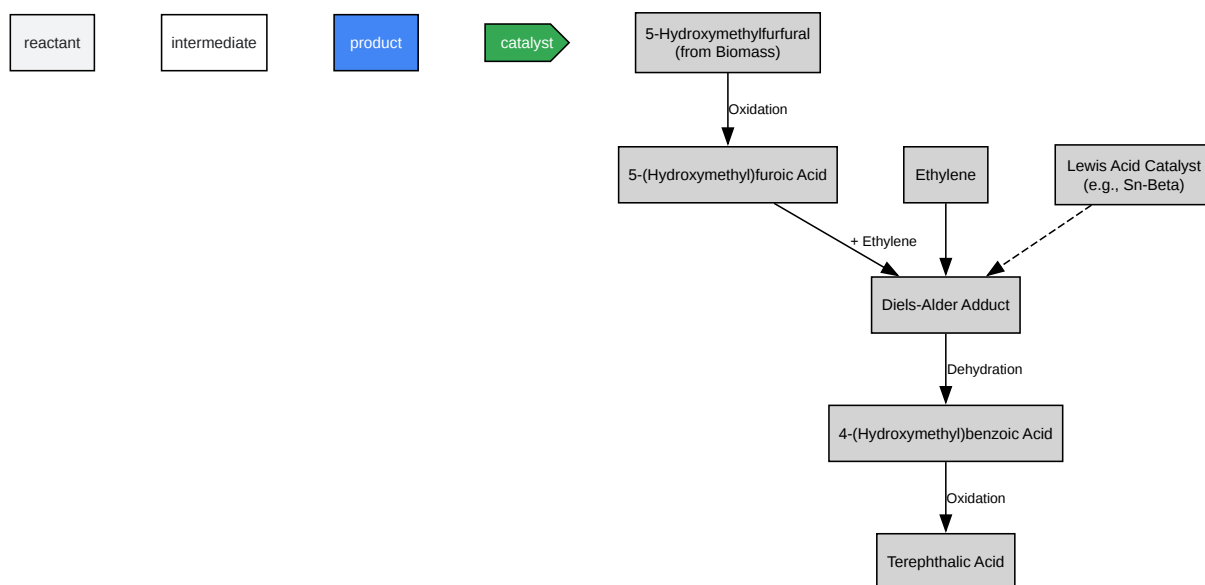 reactant
intermediate
product
catalyst
5-Hydroxymethylfurfural
(from Biomass)
Oxidation
5-(Hydroxymethyl)furoic Acid
Ethylene
Lewis Acid Catalyst
(e.g., Sn-Beta)
+ Ethylene
Diels-Alder Adduct
Dehydration
4-(Hydroxymethyl)benzoic Acid
Oxidation
Terephthalic Acid